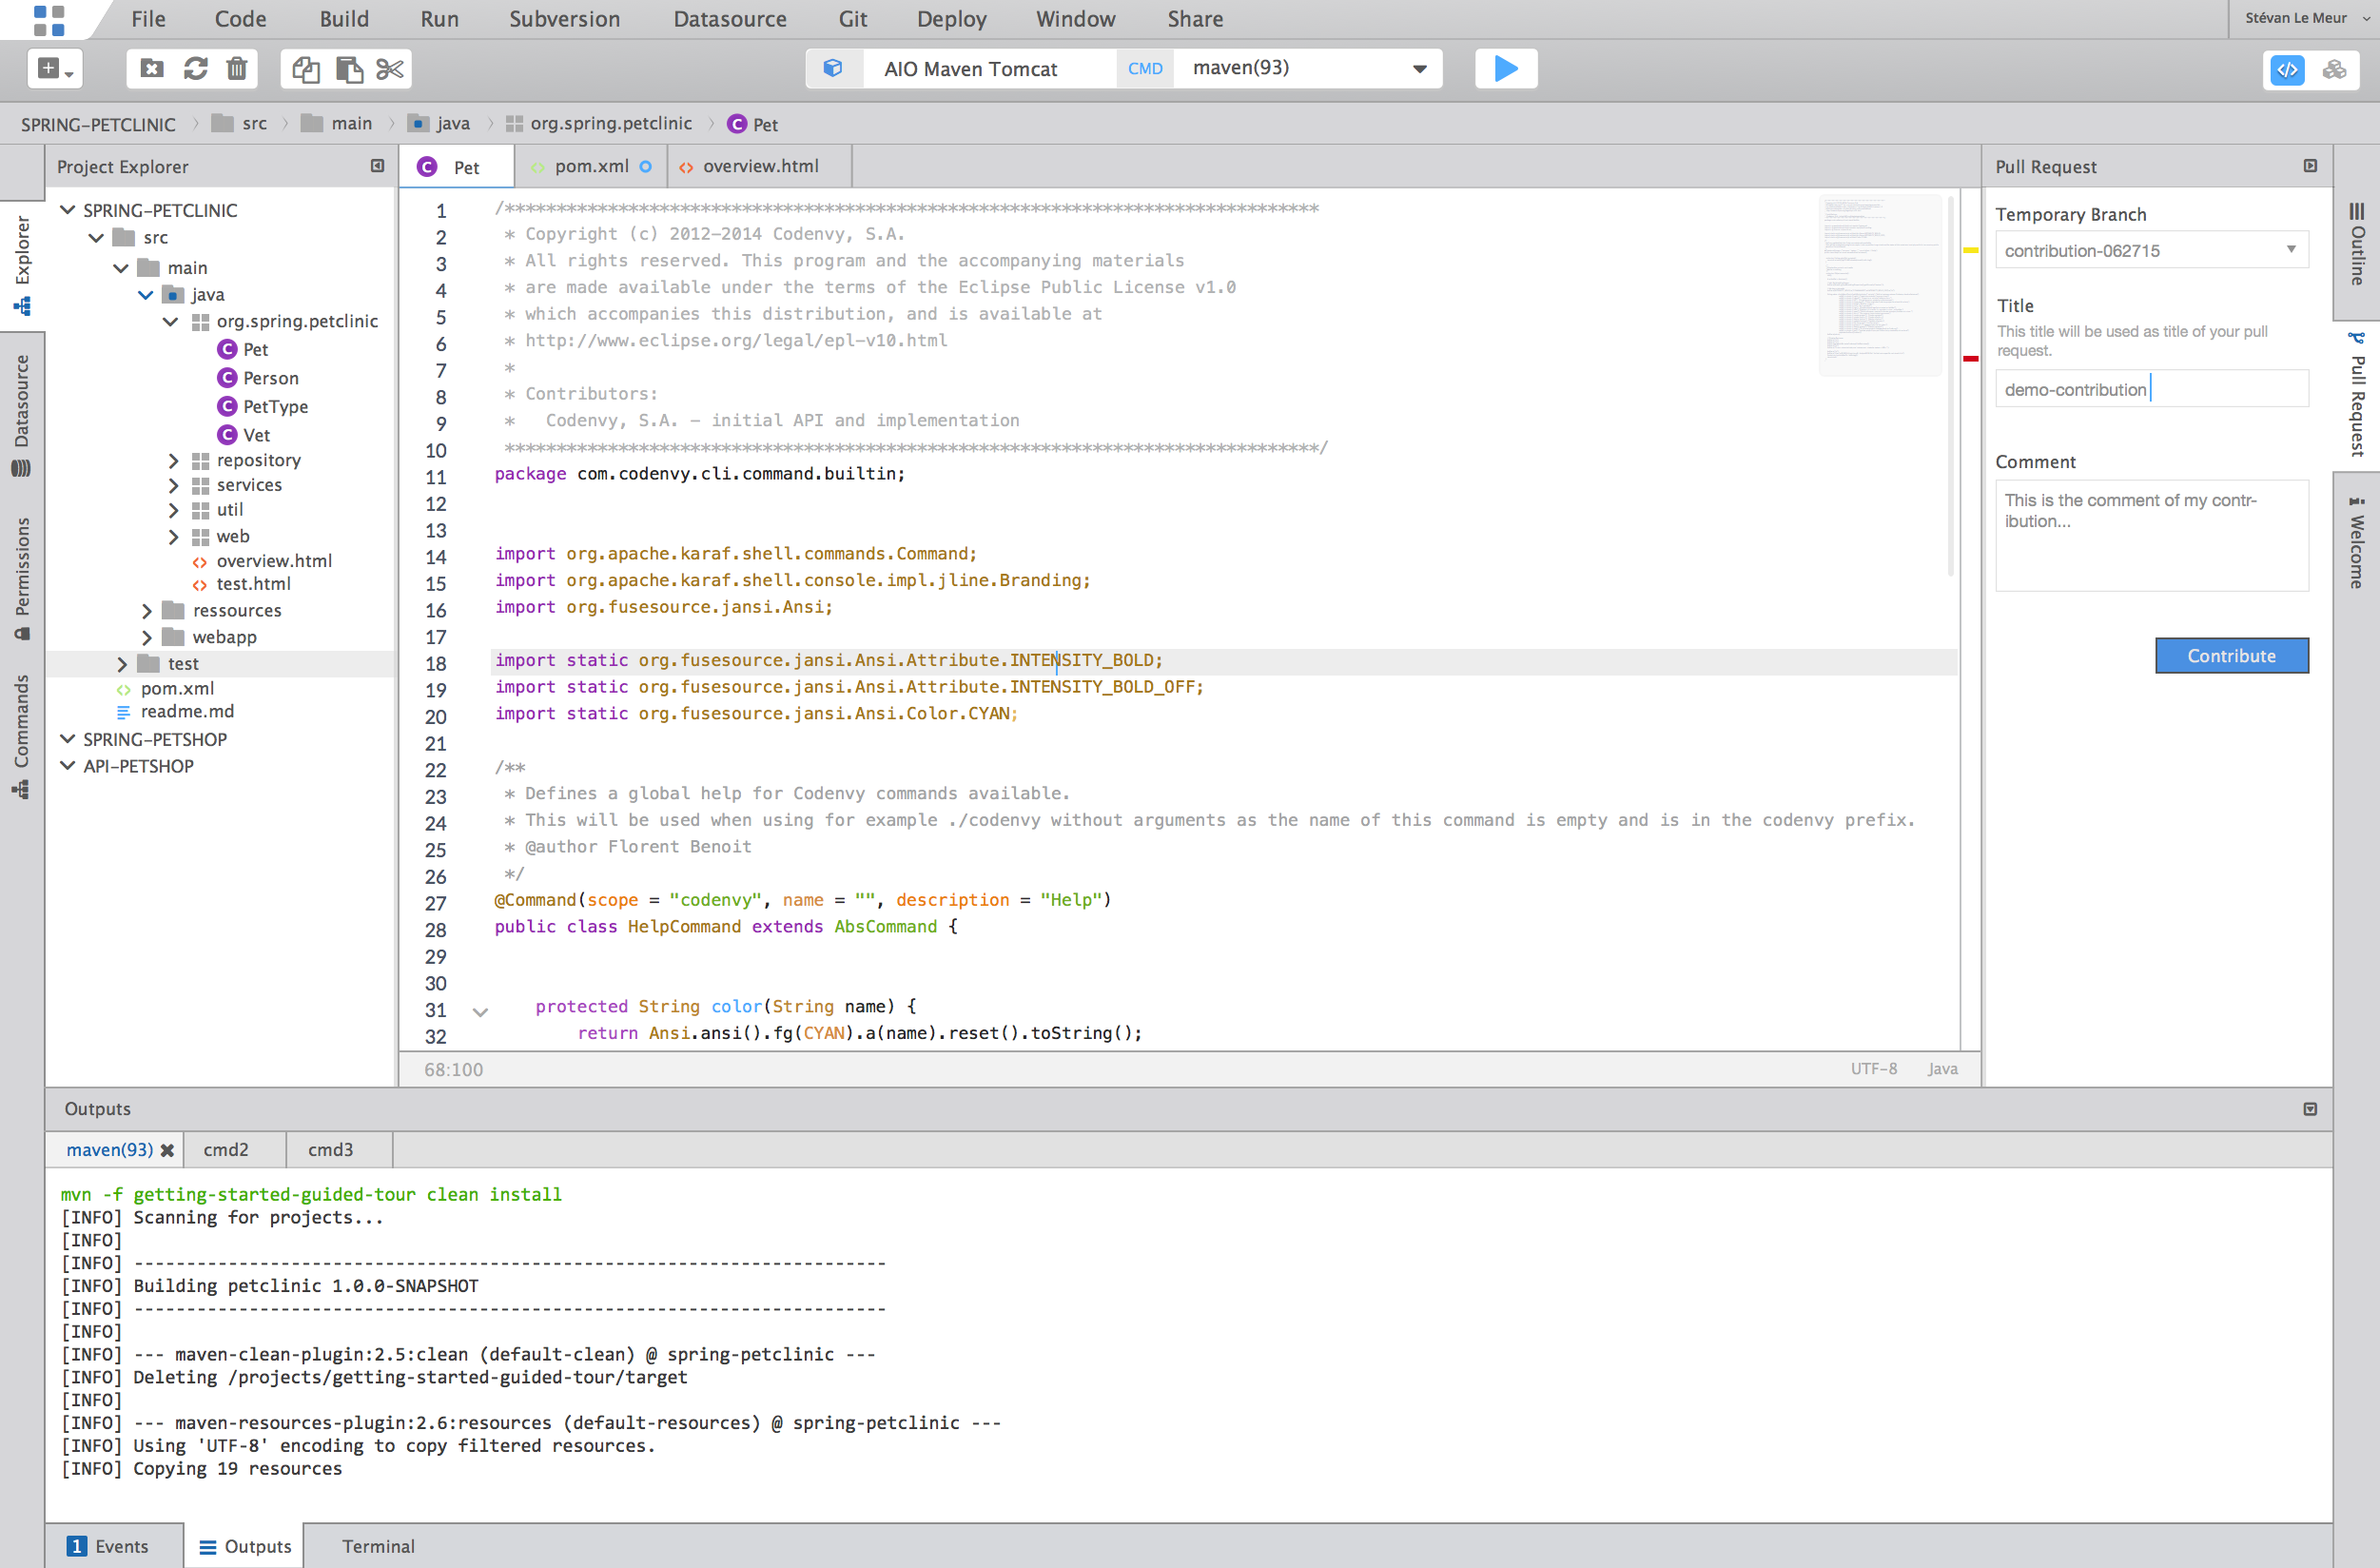 File Code Build Run Subversion Datasource Git Deploy Window Share
Stévan Le Meur
AIO Maven Tomcat CMD maven(93)
SPRING-PETCLINIC src main java org.spring.petclinic C Pet
Explorer
Datasource
Permissions
Commands
Project Explorer
SPRING-PETCLINIC
src
main
java
org.spring.petclinic
C Pet
C Person
C PetType
C Vet
repository
services
util
web
overview.html
test.html
ressources
webapp
test
pom.xml
readme.md
SPRING-PETSHOP
API-PETSHOP
C Pet pom.xml overview.html
1 /*******************************************************************************
2 * Copyright (c) 2012-2014 Codenvy, S.A.
3 * All rights reserved. This program and the accompanying materials
4 * are made available under the terms of the Eclipse Public License v1.0
5 * which accompanies this distribution, and is available at
6 * http://www.eclipse.org/legal/epl-v10.html
7 *
8 * Contributors:
9 *   Codenvy, S.A. - initial API and implementation
10 *******************************************************************************/
11 package com.codenvy.cli.command.builtin;
12
13
14 import org.apache.karaf.shell.commands.Command;
15 import org.apache.karaf.shell.console.impl.jline.Branding;
16 import org.fusesource.jansi.Ansi;
17
18 import static org.fusesource.jansi.Ansi.Attribute.INTENSITY_BOLD;
19 import static org.fusesource.jansi.Ansi.Attribute.INTENSITY_BOLD_OFF;
20 import static org.fusesource.jansi.Ansi.Color.CYAN;
21
22 /**
23 * Defines a global help for Codenvy commands available.
24 * This will be used when using for example ./codenvy without arguments as the name of this command is empty and is in the codenvy prefix.
25 * @author Florent Benoit
26 */
27 @Command(scope = "codenvy", name = "", description = "Help")
28 public class HelpCommand extends AbsCommand {
29
30
31     protected String color(String name) {
32         return Ansi.ansi().fg(CYAN).a(name).reset().toString();
68:100 UTF-8 Java
Pull Request
Temporary Branch
contribution-062715
Title
This title will be used as title of your pull
request.
demo-contribution
Comment
This is the comment of my contr-
ibution...
Contribute
Outline
Pull Request
Welcome
Outputs
maven(93) cmd2 cmd3
mvn -f getting-started-guided-tour clean install
[INFO] Scanning for projects...
[INFO]
[INFO] ------------------------------------------------------------------------
[INFO] Building petclinic 1.0.0-SNAPSHOT
[INFO] ------------------------------------------------------------------------
[INFO]
[INFO] --- maven-clean-plugin:2.5:clean (default-clean) @ spring-petclinic ---
[INFO] Deleting /projects/getting-started-guided-tour/target
[INFO]
[INFO] --- maven-resources-plugin:2.6:resources (default-resources) @ spring-petclinic ---
[INFO] Using 'UTF-8' encoding to copy filtered resources.
[INFO] Copying 19 resources
1 Events Outputs Terminal